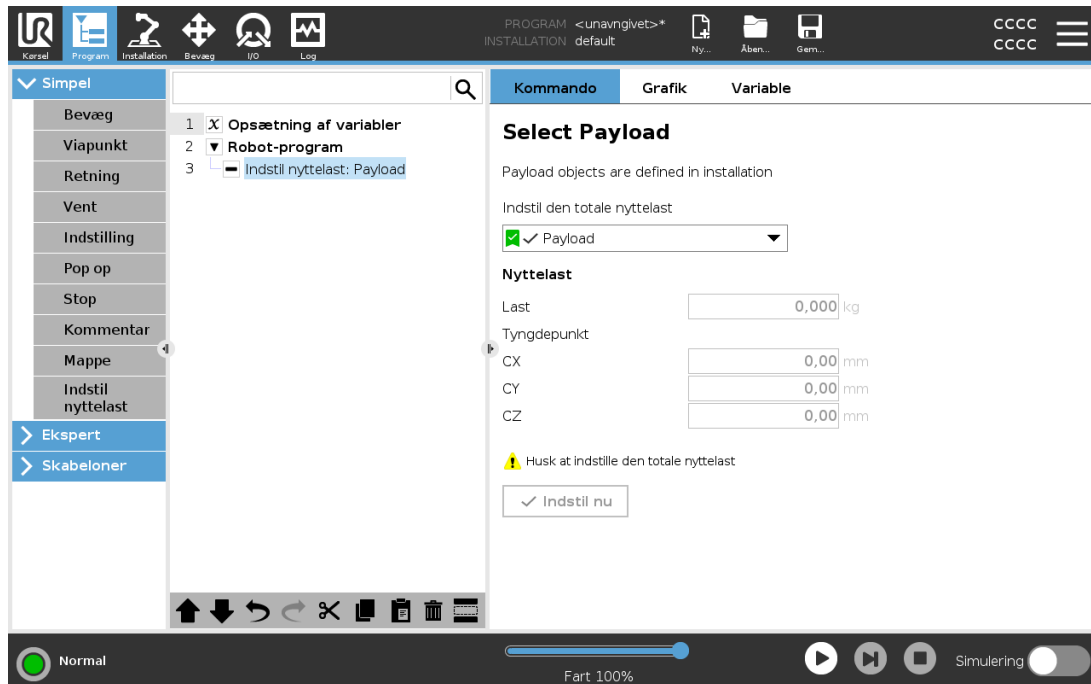 PROGRAM <unavngivet>*
INSTALLATION default
Ny...
Åben...
Gem...
CCCC
CCCC
Kørsel
Program
Installation
Bevæg
I/O
Log
Simpel
Bevæg
Viapunkt
Retning
Vent
Indstilling
Pop op
Stop
Kommentar
Mappe
Indstil
nyttelast
Ekspert
Skabeloner
1 X Opsætning af variabler
2 Robot-program
3 Indstil nyttelast: Payload
Kommando Grafik Variable
Select Payload
Payload objects are defined in installation
Indstil den totale nyttelast
Payload
Nyttelast
Last 0,000 kg
Tyngdepunkt
CX 0,00 mm
CY 0,00 mm
CZ 0,00 mm
Husk at indstille den totale nyttelast
Indstil nu
Normal
Fart 100%
Simulering